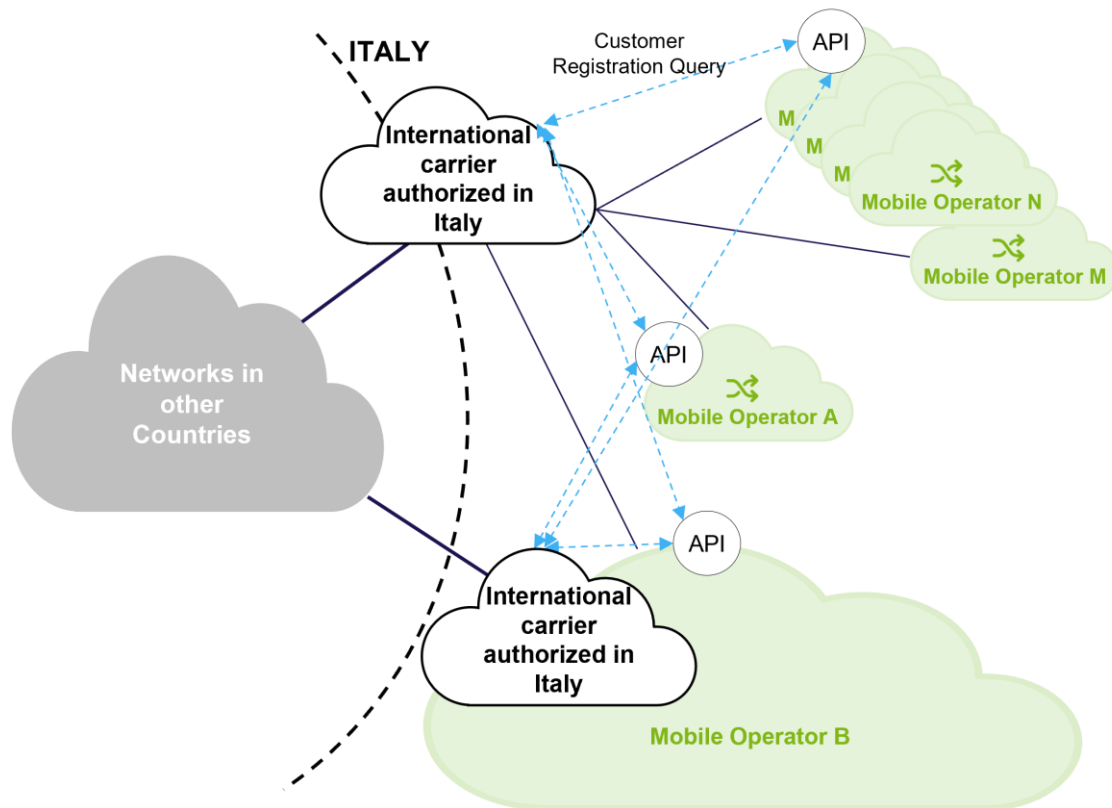 ITALY
Customer
Registration Query
API
International
carrier
authorized in
Italy
M
M
M
Mobile Operator N
Mobile Operator M
Networks in
other
Countries
API
Mobile Operator A
API
International
carrier
authorized in
Italy
Mobile Operator B